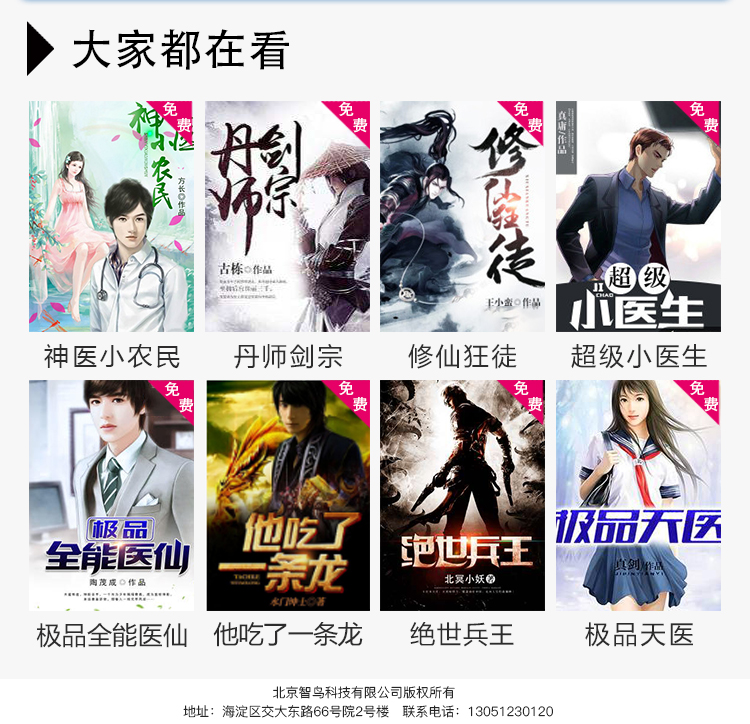 大家都在看
免费
神医小农民
方长◎作品
免费
丹师剑宗
古栋◎作品
免费
修仙狂徒
王小蛮◎作品
免费
真庸/作品
超级
CHAO
JI
小医生
神医小农民
丹师剑宗
修仙狂徒
超级小医生
免费
极品
全能医仙
陶茂成◎作品
免费
他吃了
一条龙
水门绅士◎著
免费
绝世兵王
北冥小妖 著
免费
极品天医
真剑 作品
极品全能医仙
他吃了一条龙
绝世兵王
极品天医
北京智鸟科技有限公司版权所有
地址：海淀区交大东路66号院2号楼 联系电话：13051230120